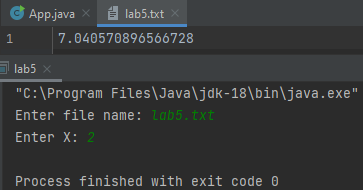 App.java
lab5.txt
1
7.040570896566728
lab5
"C:\Program Files\Java\jdk-18\bin\java.exe"
Enter file name: lab5.txt
Enter X: 2
Process finished with exit code 0